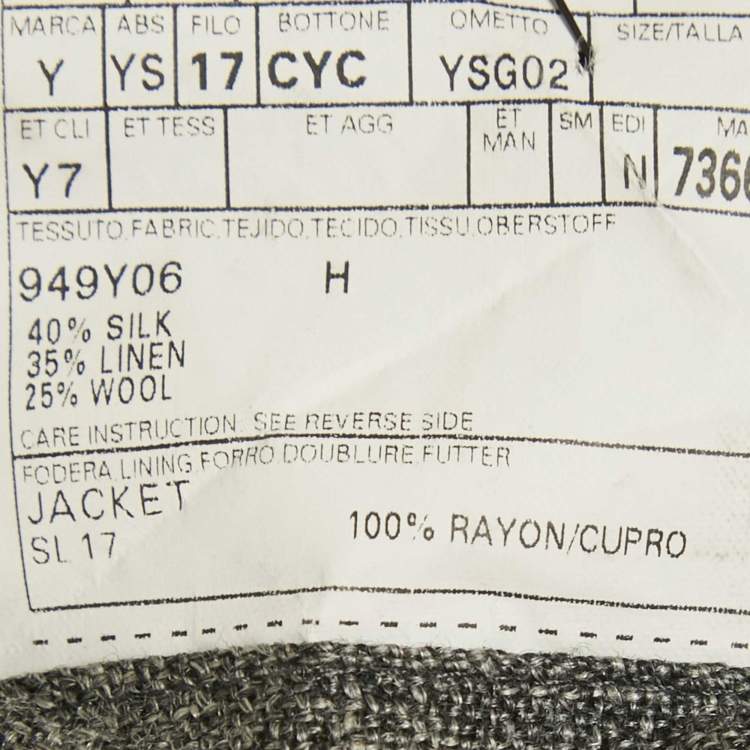 MARCA ABS FILO BOTTONE OMETTO SIZE/TALLA
Y YS 17 CYC YSG02
ET CLI ET TESS ET AGG ET MAN SM EDI MA
Y7 N 7366
TESSUTO.FABRIC.TEJIDO.TECIDO.TISSU.OBERSTOFF
949Y06 H
40% SILK
35% LINEN
25% WOOL
CARE INSTRUCTION: SEE REVERSE SIDE
FODERA.LINING.FORRO.DOUBLURE.FUTTER
JACKET
SL 17 100% RAYON/CUPRO